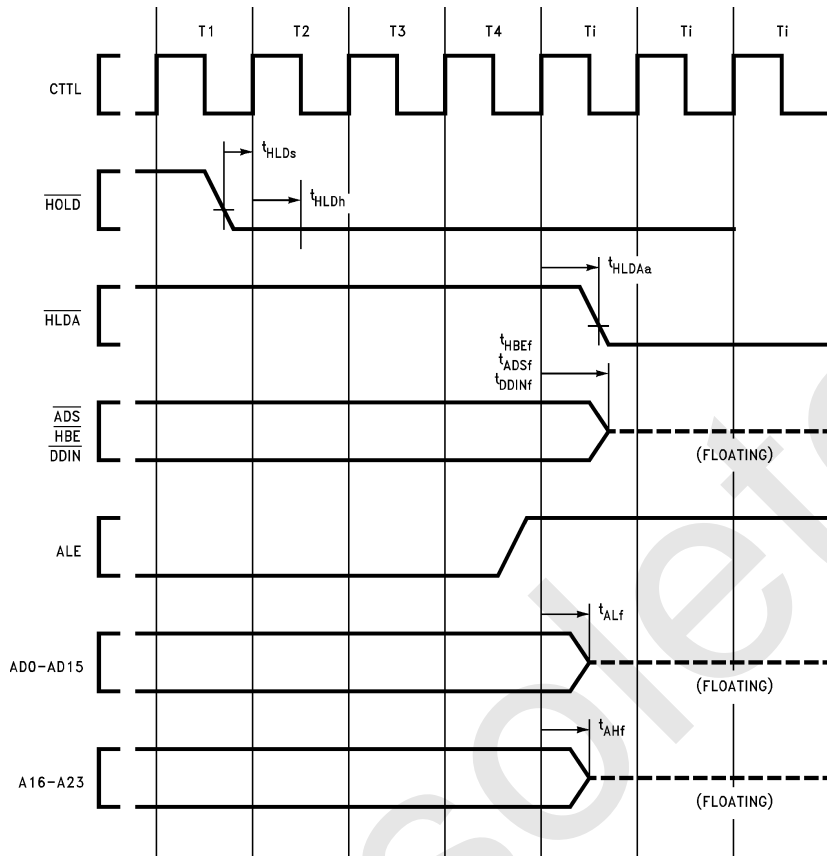 T1 T2 T3 T4 Ti Ti Ti
CTTL
tHLDs
HOLD
tHLDh
tHLDAa
HLDA
tHBEf
tADSf
tDDINf
ADS
HBE
DDIN
(FLOATING)
ALE
tALf
AD0-AD15
(FLOATING)
tAHf
A16-A23
(FLOATING)